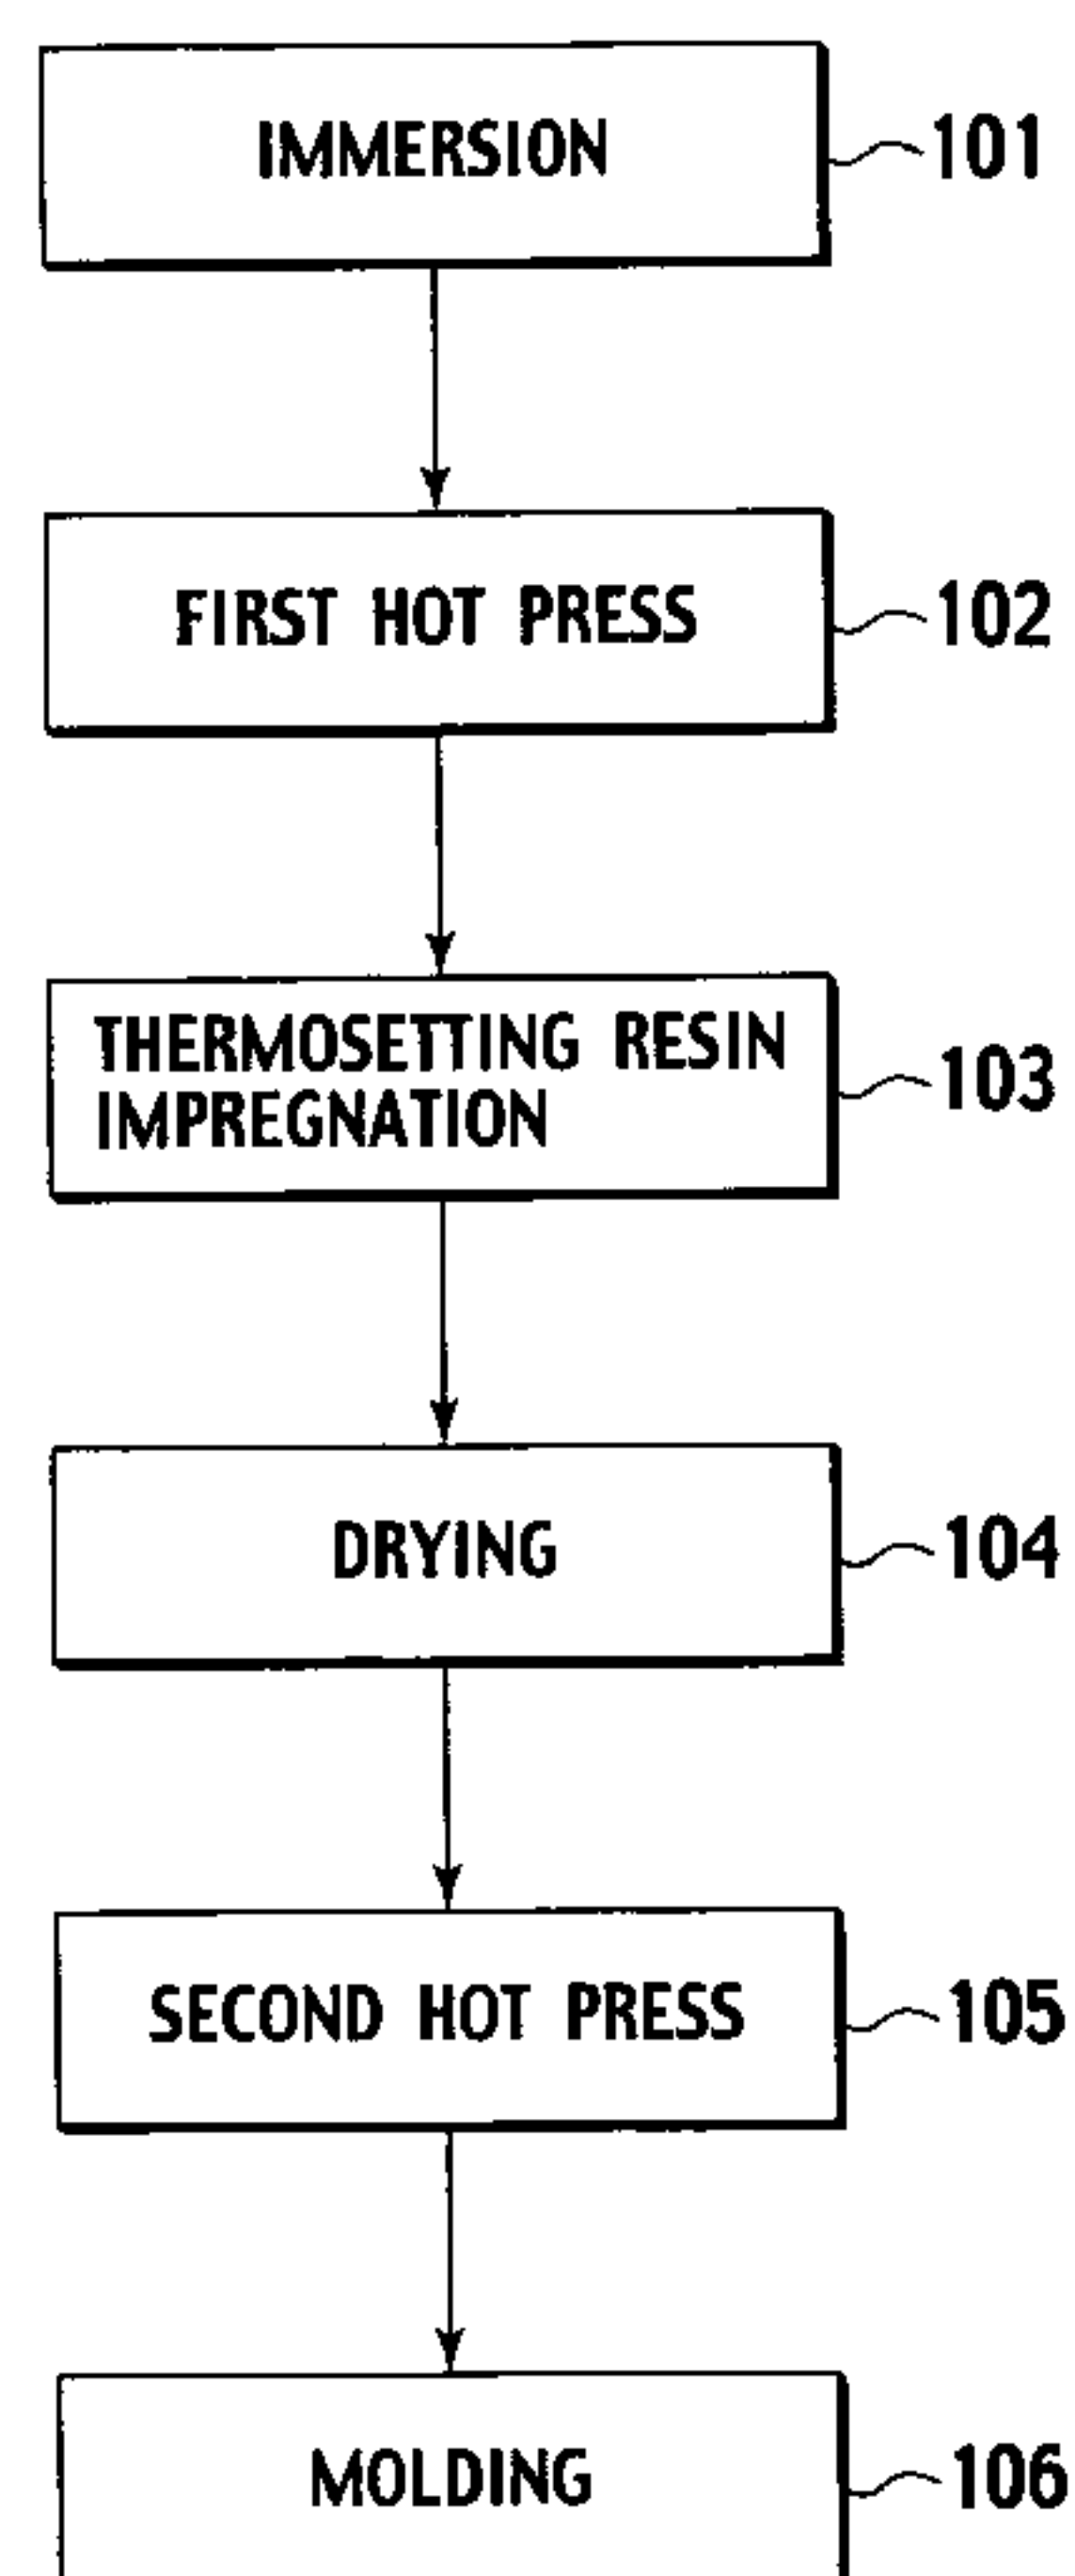 IMMERSION
101
FIRST HOT PRESS
102
THERMOSETTING RESIN
IMPREGNATION
103
DRYING
104
SECOND HOT PRESS
105
MOLDING
106